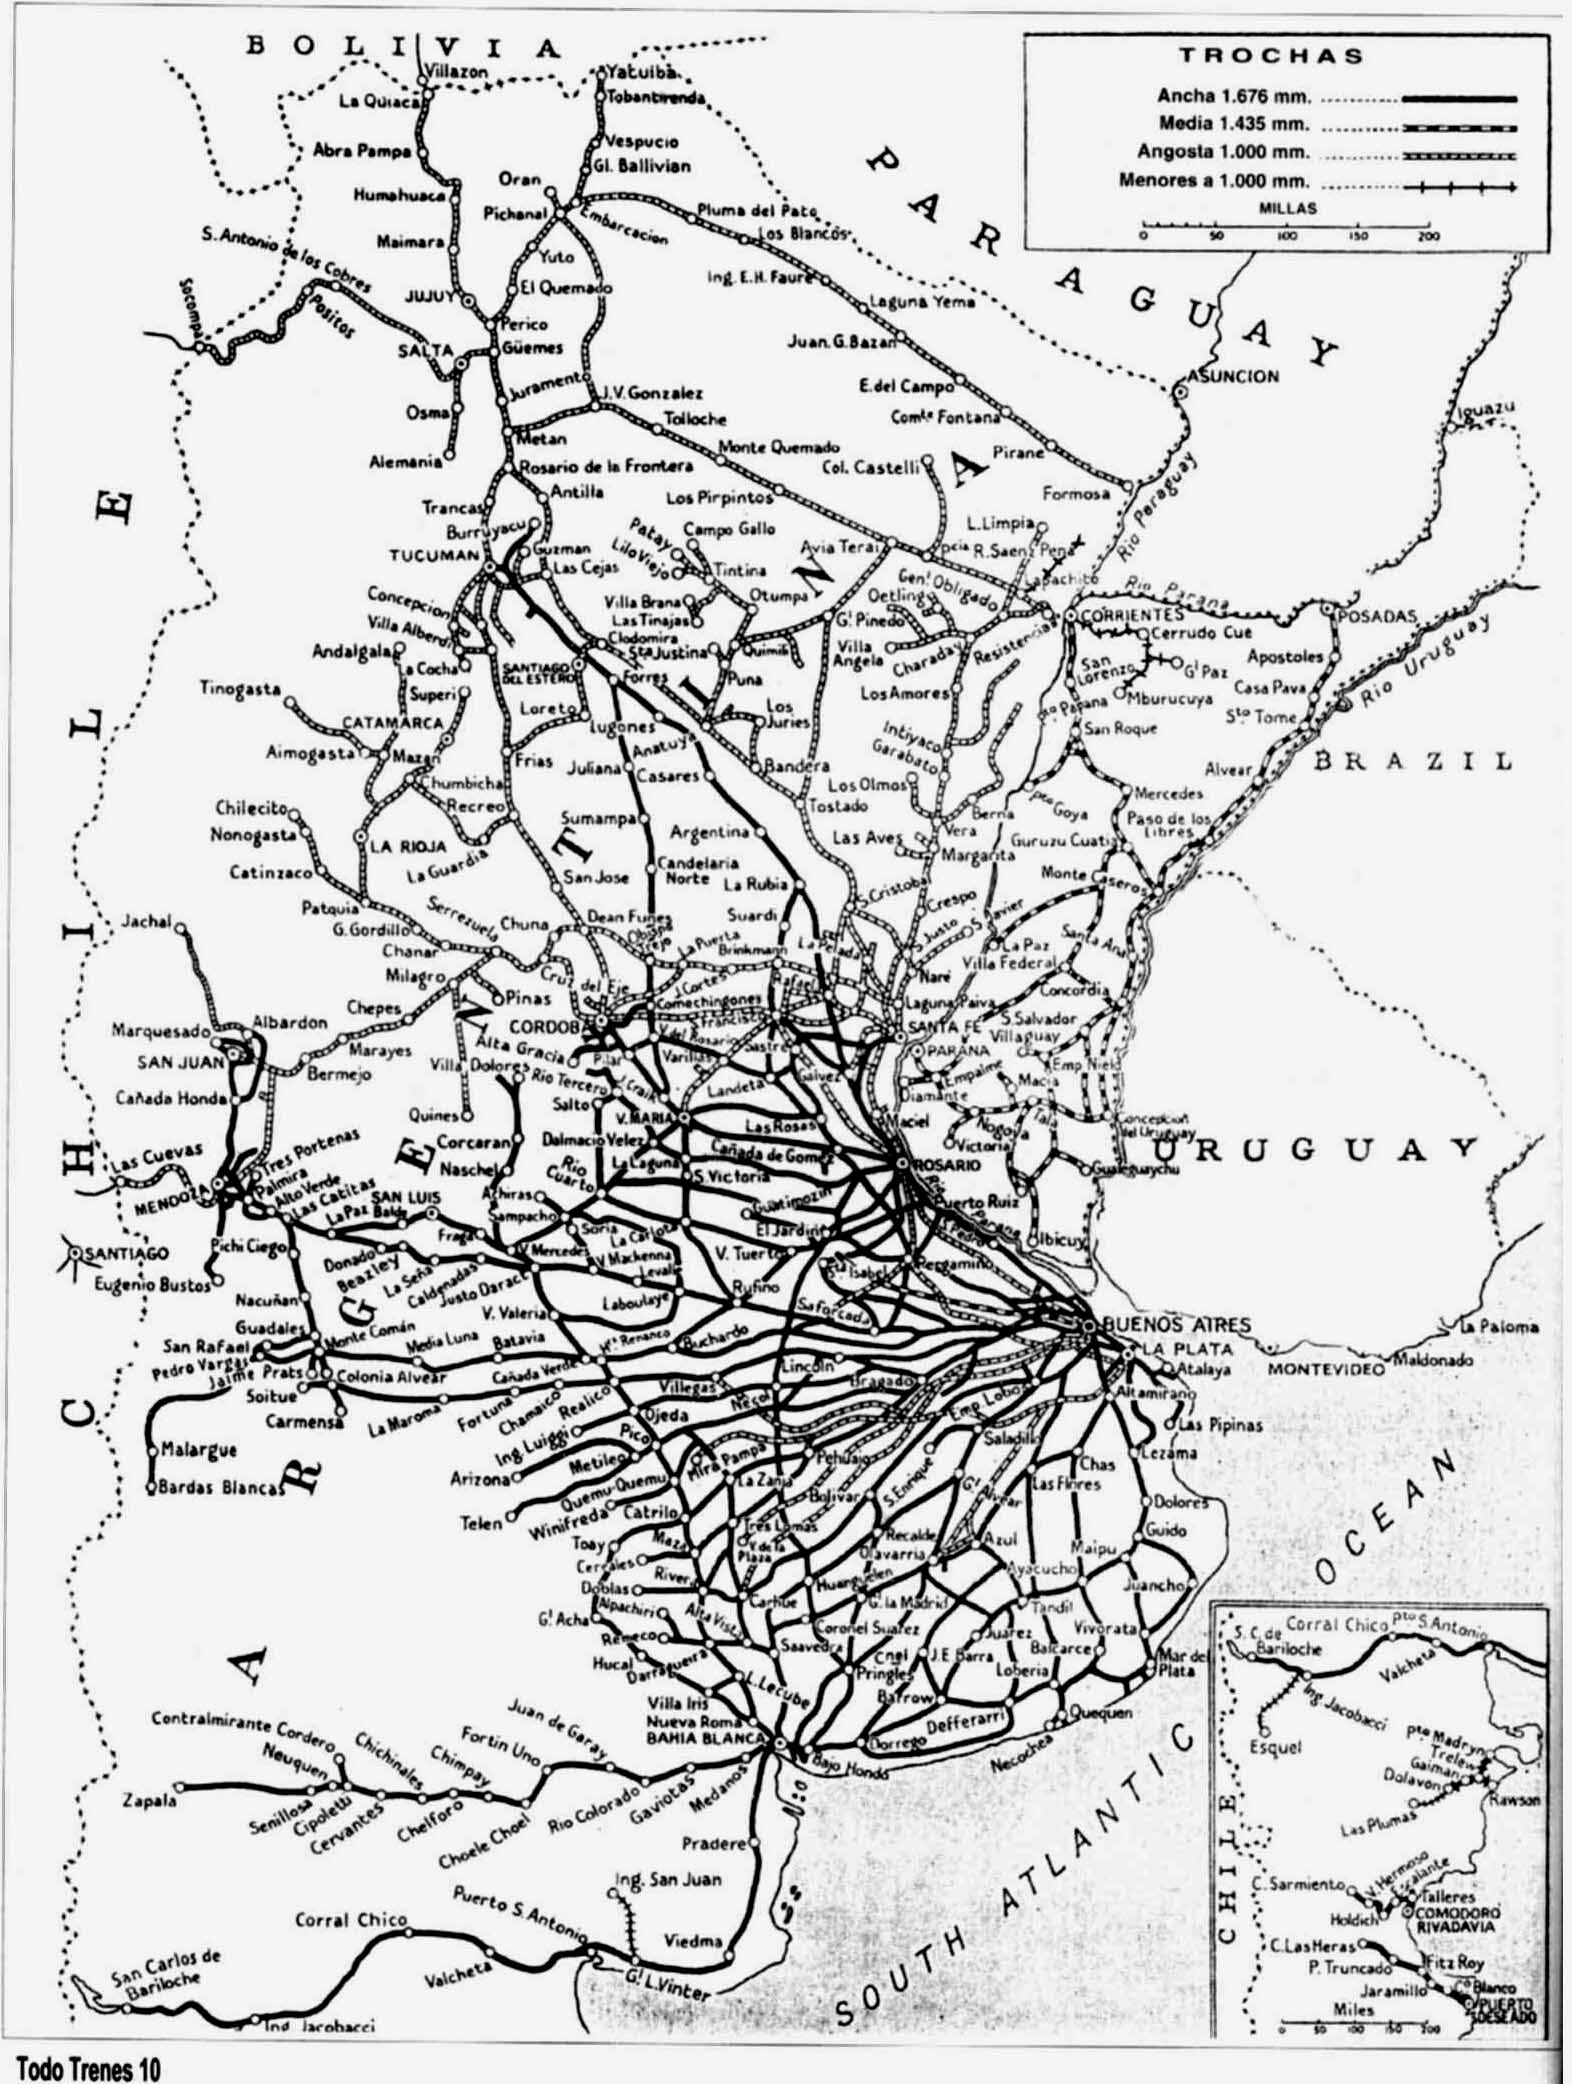 TROCHAS
Ancha 1.676 mm.
Media 1.435 mm.
Angosta 1.000 mm.
Menores a 1.000 mm.
MILLAS
0 50 100 150 200
BOLIVIA
PARAGUAY
BRAZIL
URUGUAY
CHILE
ARGENTINA
SOUTH ATLANTIC OCEAN
Villazon
La Quiaca
Abra Pampa
Humahuaca
Maimara
JUJUY
Perico
Güemes
SALTA
S. Antonio de los Cobres
Positos
Socompa
Osma
Alemania
Yacuiba
Tobantirenda
Vespucio
Gl. Ballivian
Oran
Pichanal
Embarcacion
Yuto
El Quemado
Pluma del Pato
Los Blancos
Ing. E.H. Faure
Laguna Yema
Juan. G. Bazan
E. del Campo
Comte Fontana
Pirane
Formosa
ASUNCION
Iguazu
Juramento
J.V. Gonzalez
Tolloche
Metan
Monte Quemado
Rosario de la Frontera
Los Pirpintos
Antilla
Trancas
Col. Castelli
Burruyacu
TUCUMAN
Guzman
Las Cejas
Patay
Lilo Viejo
Campo Gallo
Tintina
Avia Terai
Pcia R. Saenz Peña
L. Limpia
Lapachito
Rio Paraguay
Rio Parana
Concepcion
Villa Alberdi
Villa Brana
Las Tinajas
Otumpa
Genl Obligado
Oetling
Gl Pinedo
Villa Angela
Charaday
Resistencia
CORRIENTES
POSADAS
Cerrudo Cue
San Lorenzo
Gl Paz
Mburucuya
Apostoles
Casa Pava
Sto Tome
Rio Uruguay
Andalgala
La Cocha
Clodomira
Sta Justina
Quimili
SANTIAGO DEL ESTERO
Forres
Puna
Los Juries
Los Amores
San Roque
Tinogasta
Superi
CATAMARCA
Aimogasta
Mazan
Loreto
Lugones
Anatuya
Frias
Juliana
Casares
Bandera
Intiyaco
Garabato
Alvear
Los Olmos
Tostado
Berna
Pto Goya
Mercedes
Paso de los Libres
Chilecito
Nonogasta
Chumbicha
Recreo
LA RIOJA
La Guardia
Catinzaco
Sumampa
Argentina
Las Aves
Vera
Margarita
Curuzu Cuatia
Monte Caseros
San Jose
Candelaria Norte
La Rubia
Patquia
Jachal
G. Gordillo
Serrezuela
Chuna
Dean Funes
Obispo Trejo
La Puerta
Suardi
Brinkmann
La Pelada
S. Cristobal
Crespo
S. Justo
S. Javier
La Paz
Villa Federal
Santa Ana
Chanar
Milagro
Cruz del Eje
Pinas
J. Cortes
Comechingones
Rafaela
Naré
Laguna Paiva
Concordia
S. Salvador
Villaguay
Chepes
CORDOBA
S. Francisco
SANTA FE
PARANA
Marquesado
Albardon
SAN JUAN
Marayes
Bermejo
Cañada Honda
Alta Gracia
Pilar
V. del Rosario
Varillas
Sastre
Landeta
Galvez
Empalme
Diamante
Macia
Emp Nield
Villa Dolores
Rio Tercero
J. Craik
Salto
V. MARIA
Las Rosas
Maciel
Nogoya
Tala
Concepcion del Uruguay
Quines
Corcaran
Dalmacio Velez
Cañada de Gomez
ROSARIO
Victoria
Gualeguaychu
Las Cuevas
Tres Portenas
Palmira
Alto Verde
Las Catitas
MENDOZA
La Paz
Balde
SAN LUIS
Naschel
Achiras
Rio Cuarto
La Laguna
S. Victoria
Guatimozin
Puerto Ruiz
Rio Parana
S. Pedro
Ibicuy
SANTIAGO
Eugenio Bustos
Pichi Ciego
Donado
Beazley
La Seña
Caldenadas
Fraga
Sampacho
Soria
La Carlota
El Jardin
V. Mercedes
V. Mackenna
Levalle
V. Tuerto
Sta Isabel
Pergamino
Justo Daract
V. Valeria
Laboulaye
Rufino
Saforcada
Nacuñan
Guadales
San Rafael
Pedro Vargas
Jaime Prats
Monte Común
Media Luna
Batavia
Cañada Verde
Ha Renanco
Buchardo
Lincoln
Bragado
BUENOS AIRES
LA PLATA
Atalaya
MONTEVIDEO
Maldonado
La Paloma
Soitue
Colonia Alvear
Carmensa
La Maroma
Fortuna
Chamaico
Realico
Villegas
Necol
Emp. Lobos
Altamirano
Las Pipinas
Malargue
Bardas Blancas
Ing. Luiggi
Ojeda
Pico
Metileo
Arizona
Mira Pampa
Pehuajo
Saladillo
Lezama
Chas
Las Flores
Quemu-Quemu
La Zanja
Bolivar
S. Enrique
Gl Alvear
Dolores
Telen
Winifreda
Catrilo
Tres Lomas
V. de la Plaza
Recalde
Olavarria
Azul
Guido
Maipu
Toay
Maza
Cereales
Rivera
Doblas
Carhue
Huanguelen
Gl la Madrid
Ayacucho
Juancho
Alpachiri
Gl Acha
Alta Vista
Coronel Suarez
Tandil
Vivorata
Remeco
Saavedra
Juarez
Balcarce
Mar del Plata
Hucal
Darragueira
Pringles
Cnel
J.E. Barra
Loberia
L. Lecube
Barrow
Villa Iris
Nueva Roma
BAHIA BLANCA
Bajo Hondo
Dorrego
Defferarri
Quequen
Necochea
Contralmirante Cordero
Neuquen
Chichinales
Chimpay
Fortin Uno
Juan de Garay
Zapala
Senillosa
Cipoletti
Cervantes
Chelforo
Choele Choel
Rio Colorado
Gaviotas
Medanos
Pradere
Ing. San Juan
Puerto S. Antonio
Corral Chico
Valcheta
Viedma
Gl L. Vinter
San Carlos de Bariloche
Ing Jacobacci
S.C. de Bariloche
Corral Chico
Pto S. Antonio
Valcheta
Ing Jacobacci
Esquel
Pto Madryn
Trelew
Gaiman
Dolavon
Rawson
Las Plumas
CHILE
C. Sarmiento
V. Hermoso
Escalante
Talleres
Holdich
COMODORO RIVADAVIA
C. Las Heras
P. Truncado
Fitz Roy
Jaramillo
Co Blanco
PUERTO DESEADO
Miles
0 50 100 150 200
Todo Trenes 10